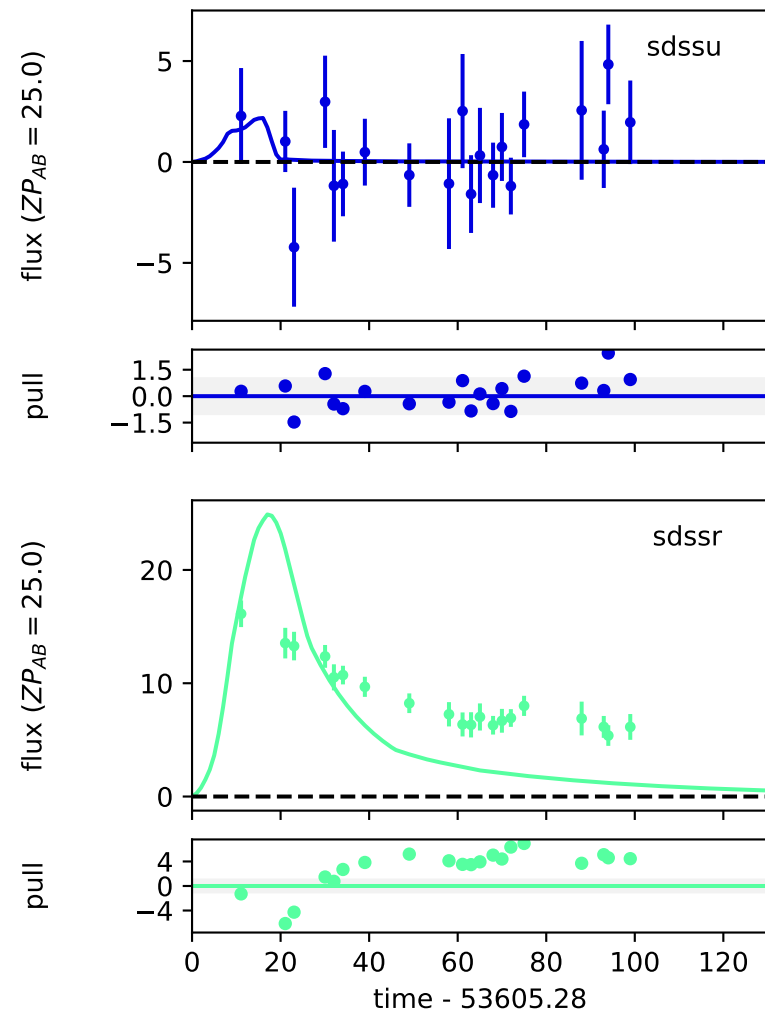 sdssu
flux (ZP_AB = 25.0)
5
0
−5
pull
1.5
0.0
−1.5
sdssr
flux (ZP_AB = 25.0)
20
10
0
pull
4
0
−4
0 20 40 60 80 100 120
time - 53605.28